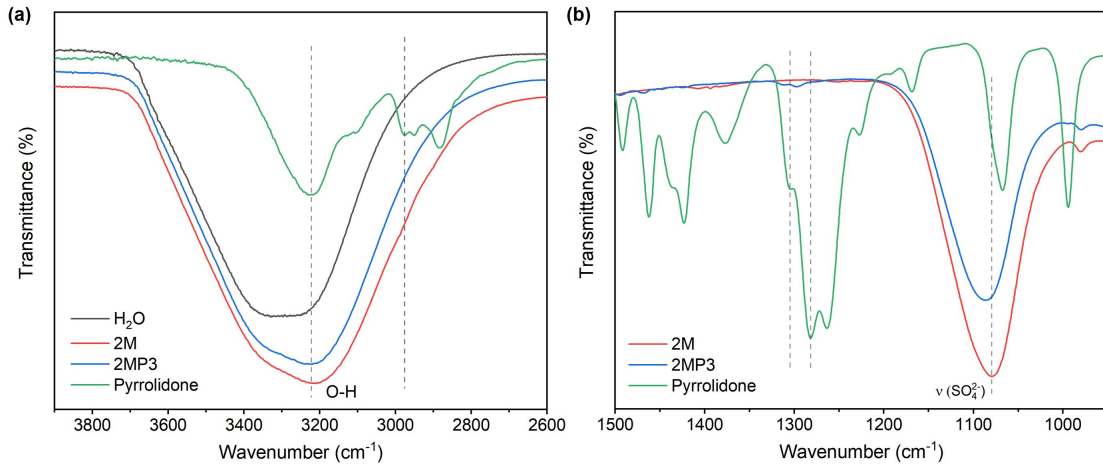 (a)
Transmittance (%)
H₂O
2M
2MP3
Pyrrolidone
O-H
3800 3600 3400 3200 3000 2800 2600
Wavenumber (cm⁻¹)
(b)
Transmittance (%)
2M
2MP3
Pyrrolidone
ν (SO₄²⁻)
1500 1400 1300 1200 1100 1000
Wavenumber (cm⁻¹)